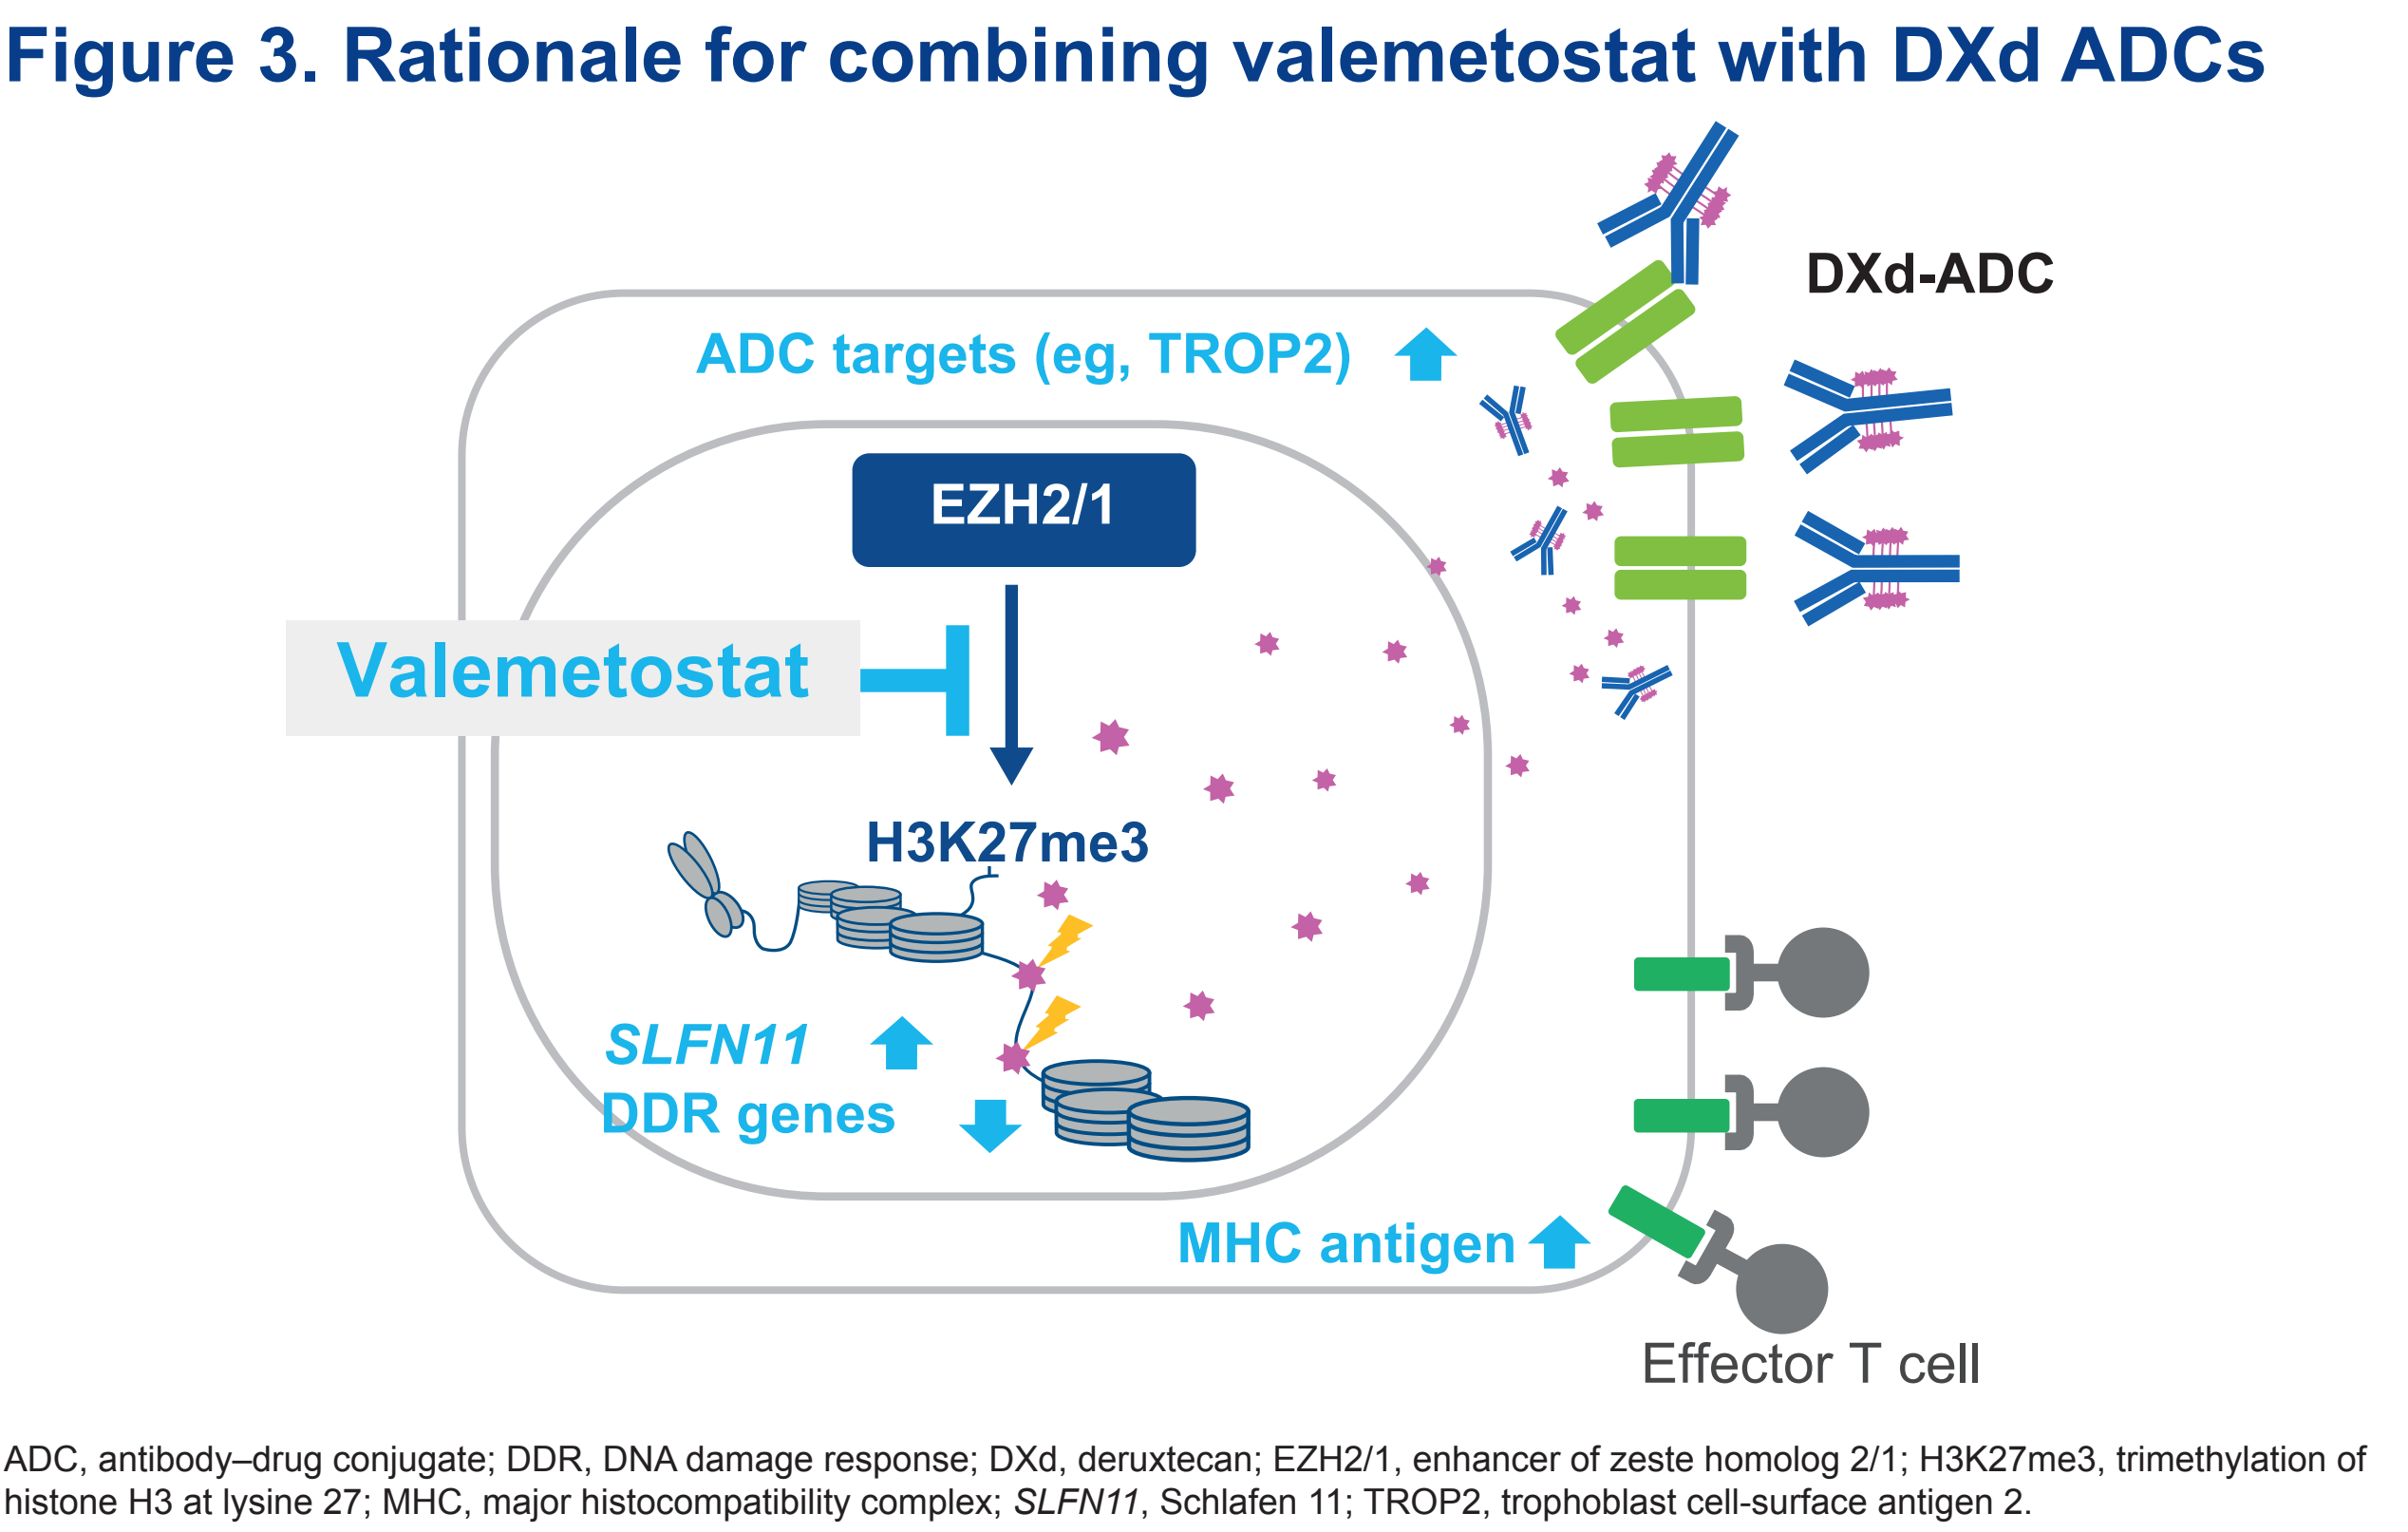 Figure 3. Rationale for combining valemetostat with DXd ADCs
DXd-ADC
ADC targets (eg, TROP2)
EZH2/1
Valemetostat
H3K27me3
SLFN11
DDR genes
MHC antigen
Effector T cell
ADC, antibody–drug conjugate; DDR, DNA damage response; DXd, deruxtecan; EZH2/1, enhancer of zeste homolog 2/1; H3K27me3, trimethylation of
histone H3 at lysine 27; MHC, major histocompatibility complex; SLFN11, Schlafen 11; TROP2, trophoblast cell-surface antigen 2.